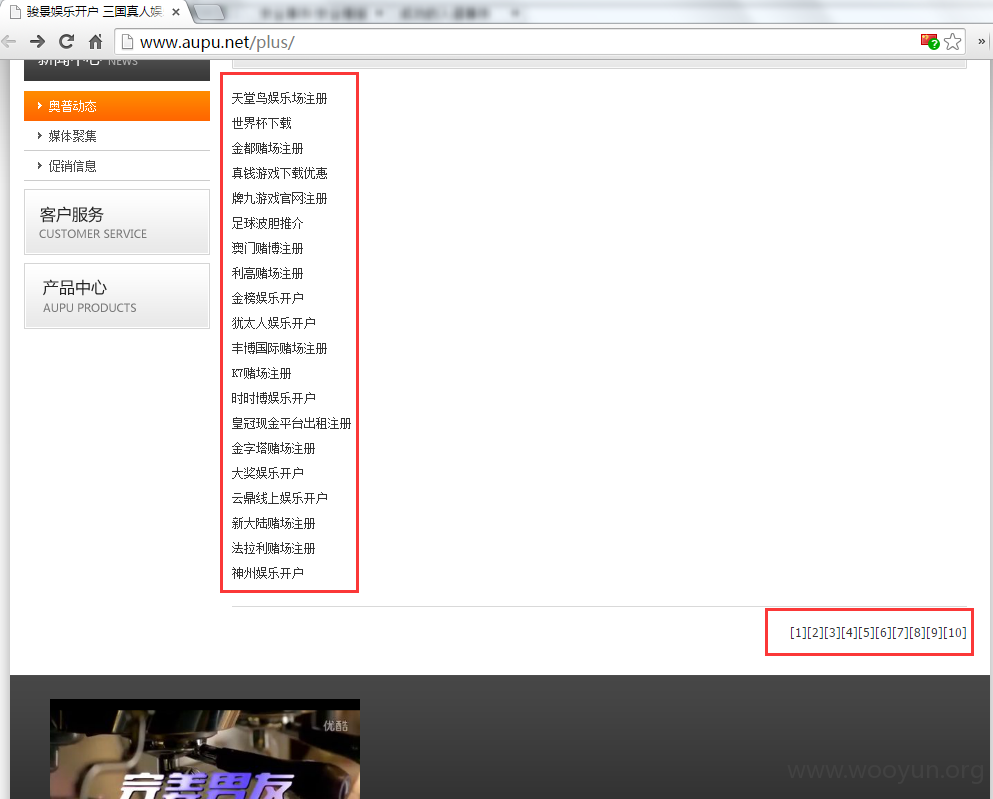 骏景娱乐开户 三国真人娱
www.aupu.net/plus/
新闻中心 NEWS
奥普动态
媒体聚集
促销信息
客户服务
CUSTOMER SERVICE
产品中心
AUPU PRODUCTS
天堂鸟娱乐场注册
世界杯下载
金都赌场注册
真钱游戏下载优惠
牌九游戏官网注册
足球波胆推介
澳门赌博注册
利高赌场注册
金榜娱乐开户
犹太人娱乐开户
丰博国际赌场注册
K7赌场注册
时时博娱乐开户
皇冠现金平台出租注册
金字塔赌场注册
大奖娱乐开户
云鼎线上娱乐开户
新大陆赌场注册
法拉利赌场注册
神州娱乐开户
[1][2][3][4][5][6][7][8][9][10]
优酷
完美男友
www.wooyun.org